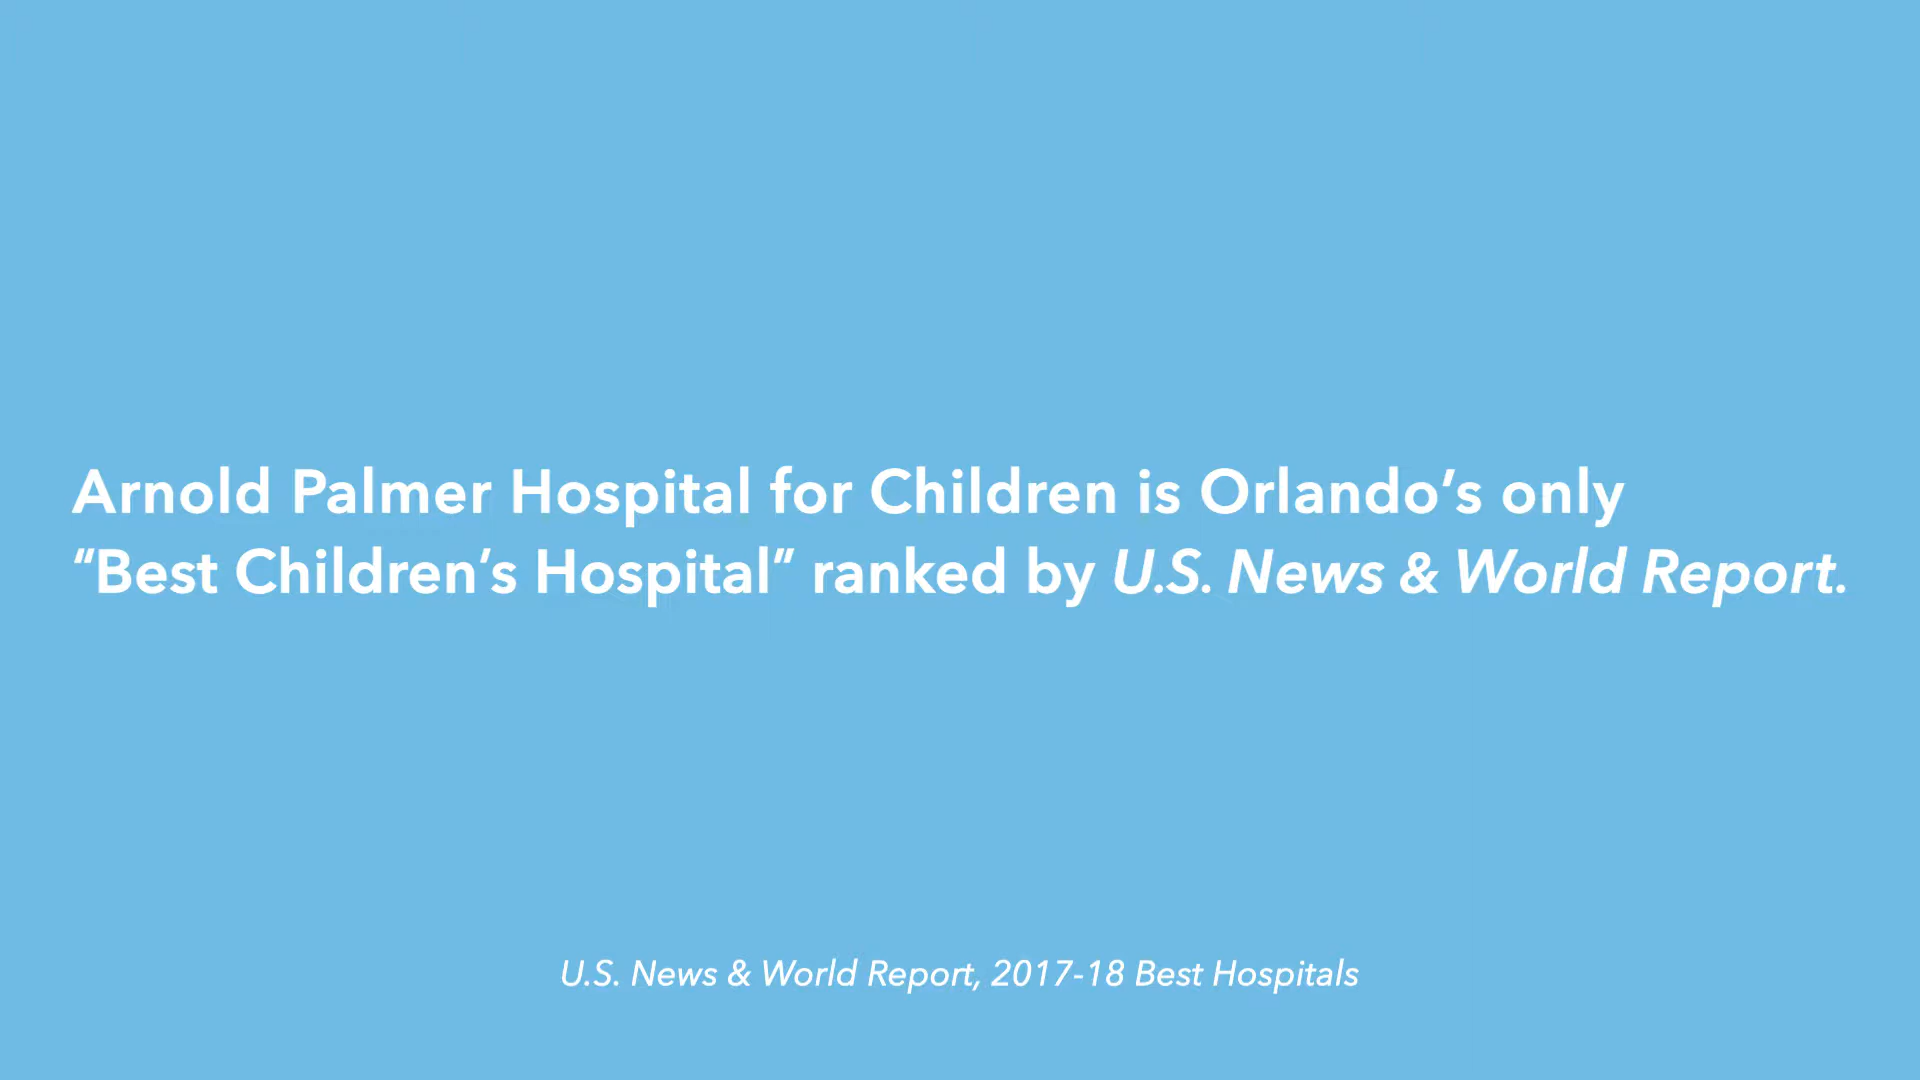 Arnold Palmer Hospital for Children is Orlando’s only
“Best Children’s Hospital” ranked by U.S. News & World Report.
U.S. News & World Report, 2017-18 Best Hospitals